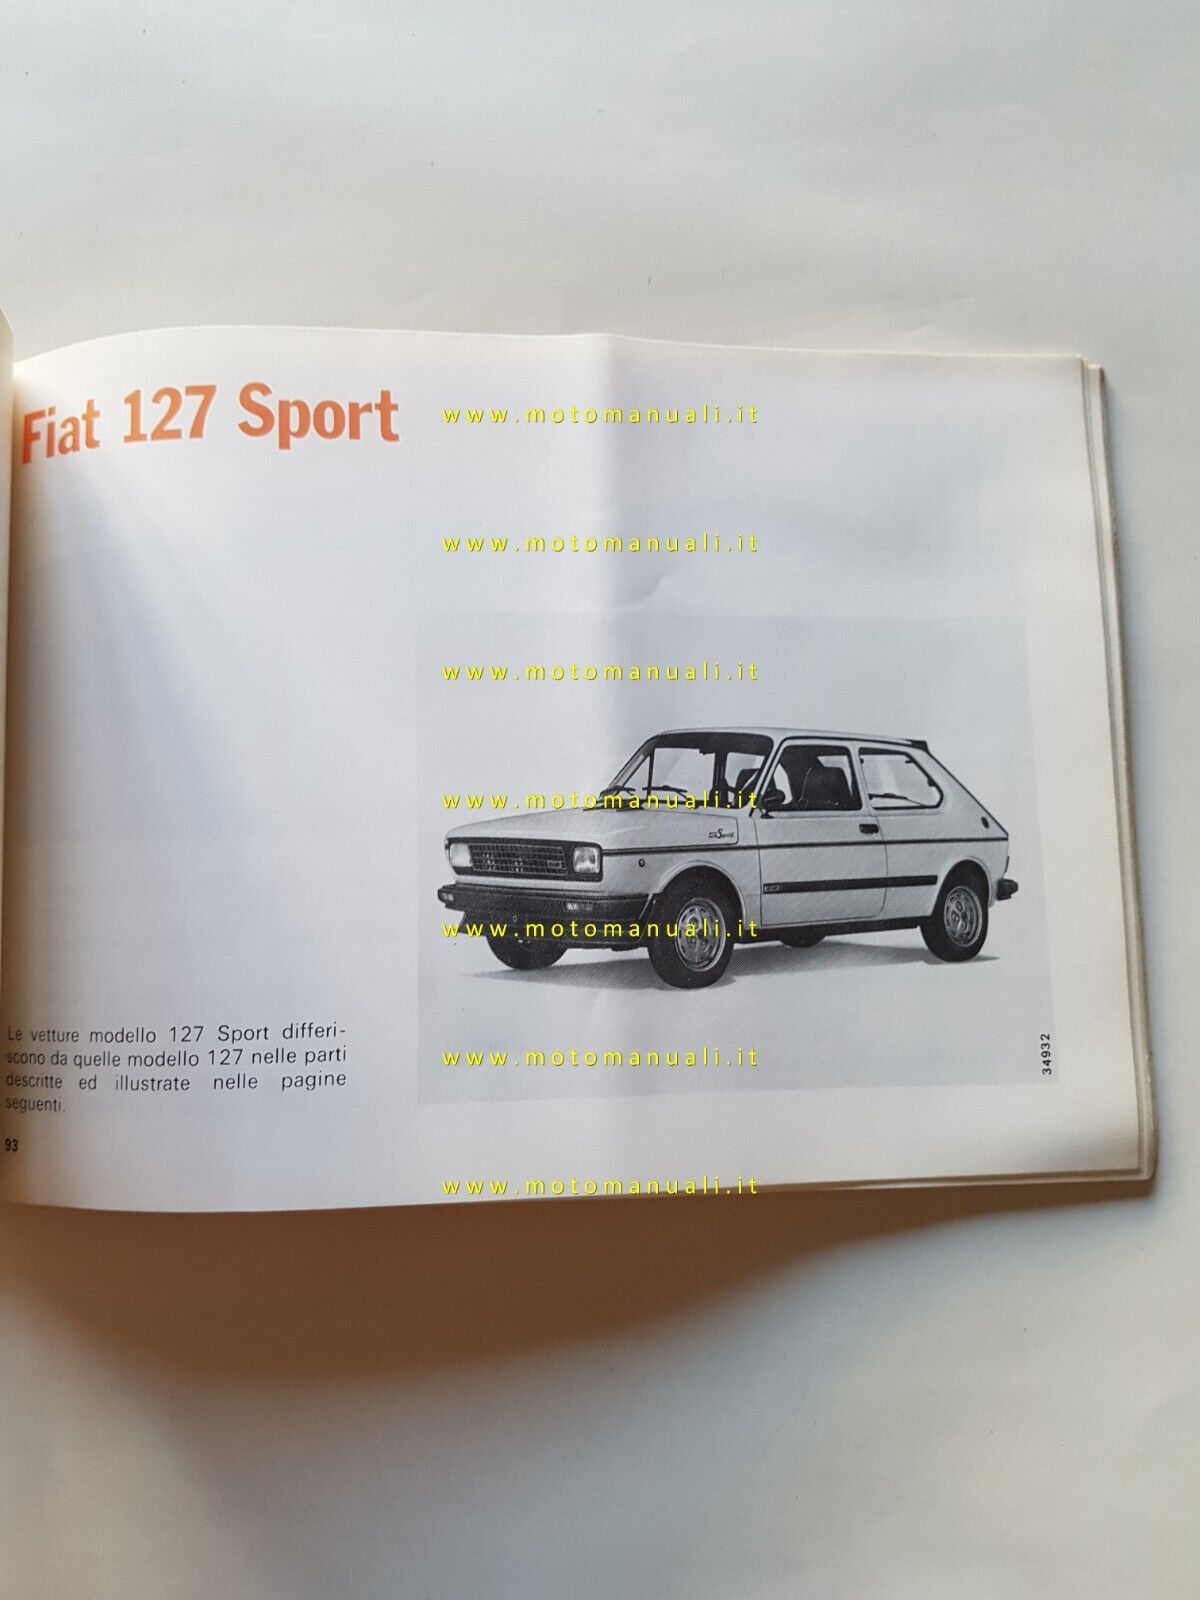 Fiat 127 Sport
www.motomanuali.it
www.motomanuali.it
www.motomanuali.it
www.motomanuali.it
127 Sport
www.motomanuali.it
34932
www.motomanuali.it
Le vetture modello 127 Sport differi-
scono da quelle modello 127 nelle parti
descritte ed illustrate nelle pagine
seguenti.
93
www.motomanuali.it